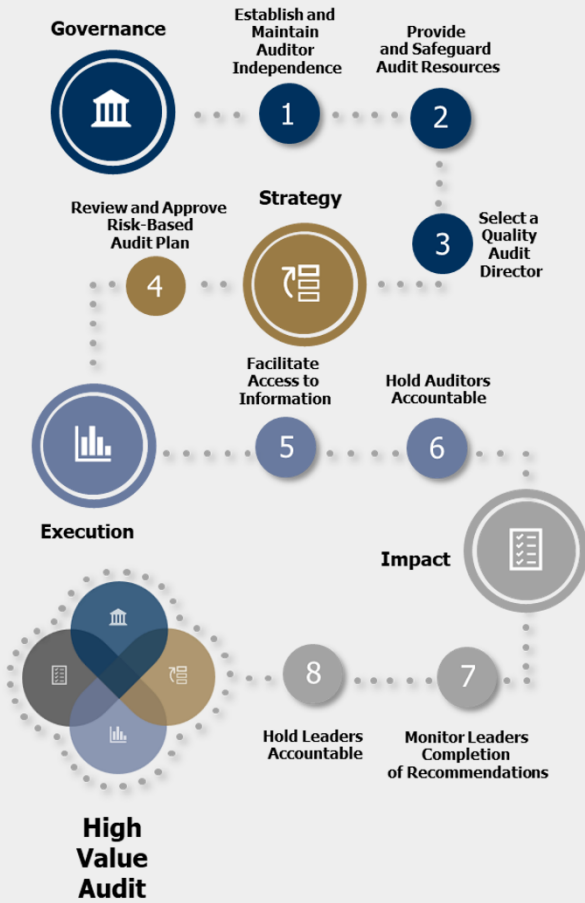 Governance
Establish and
Maintain
Auditor
Independence
1
Provide
and Safeguard
Audit Resources
2
3
Select a
Quality
Audit
Director
Strategy
Review and Approve
Risk-Based
Audit Plan
4
Execution
Facilitate
Access to
Information
5
Hold Auditors
Accountable
6
Impact
7
Monitor Leaders
Completion
of Recommendations
8
Hold Leaders
Accountable
High
Value
Audit